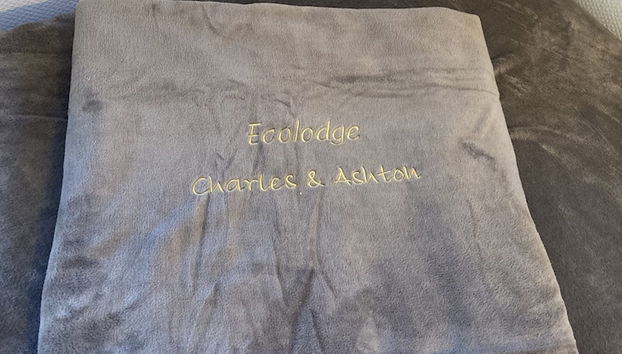 Ecolodge
Charles & Ashton